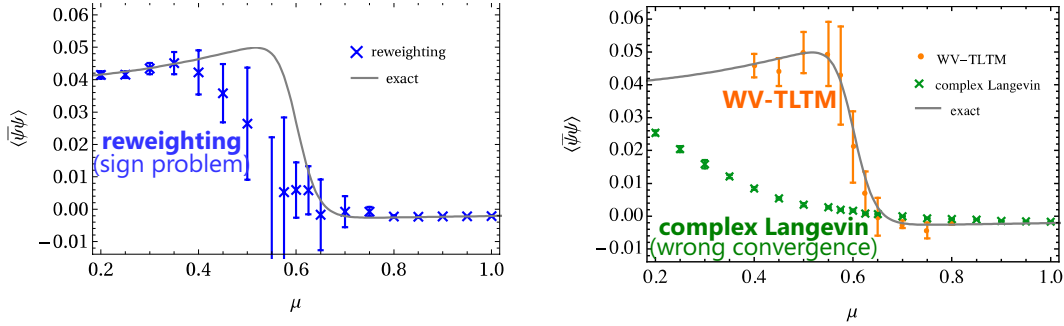 0.06
0.05
0.04
0.03
0.02
0.01
0.00
−0.01
⟨ψ̅ψ⟩
reweighting
exact
reweighting
(sign problem)
0.2 0.4 0.6 0.8 1.0
μ
0.06
0.05
0.04
0.03
0.02
0.01
0.00
−0.01
⟨ψ̅ψ⟩
WV−TLTM
complex Langevin
exact
WV-TLTM
complex Langevin
(wrong convergence)
0.2 0.4 0.6 0.8 1.0
μ